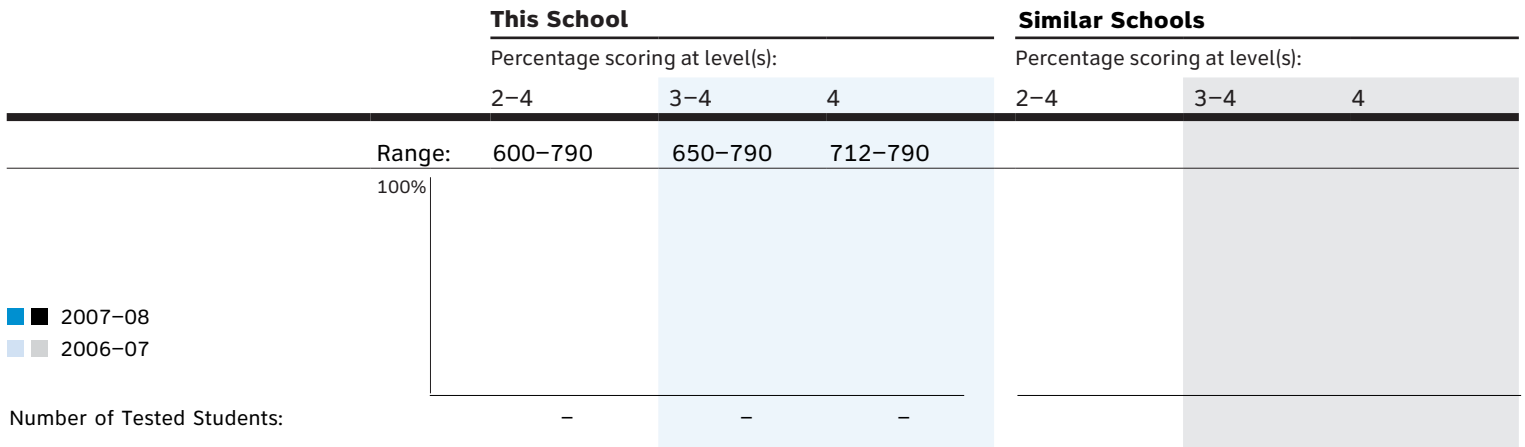 This School Similar Schools
Percentage scoring at level(s): Percentage scoring at level(s):
2–4 3–4 4 2–4 3–4 4
Range: 600–790 650–790 712–790
100%
2007–08
2006–07
Number of Tested Students: – – –